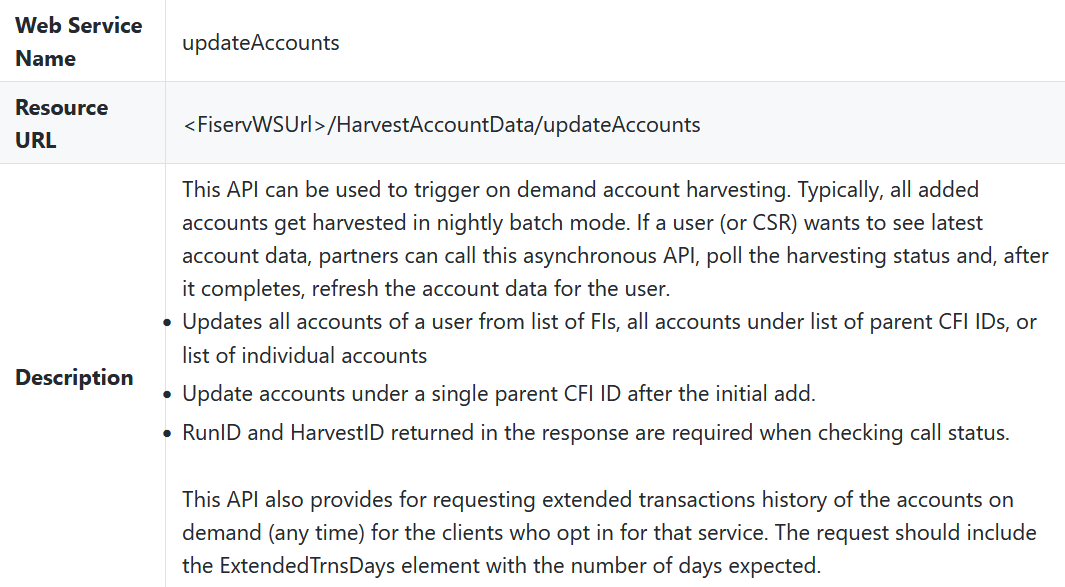 Web Service
Name
updateAccounts
Resource
URL
<FiservWSUrl>/HarvestAccountData/updateAccounts
Description
This API can be used to trigger on demand account harvesting. Typically, all added
accounts get harvested in nightly batch mode. If a user (or CSR) wants to see latest
account data, partners can call this asynchronous API, poll the harvesting status and, after
it completes, refresh the account data for the user.
• Updates all accounts of a user from list of FIs, all accounts under list of parent CFI IDs, or
list of individual accounts
• Update accounts under a single parent CFI ID after the initial add.
• RunID and HarvestID returned in the response are required when checking call status.
This API also provides for requesting extended transactions history of the accounts on
demand (any time) for the clients who opt in for that service. The request should include
the ExtendedTrnsDays element with the number of days expected.